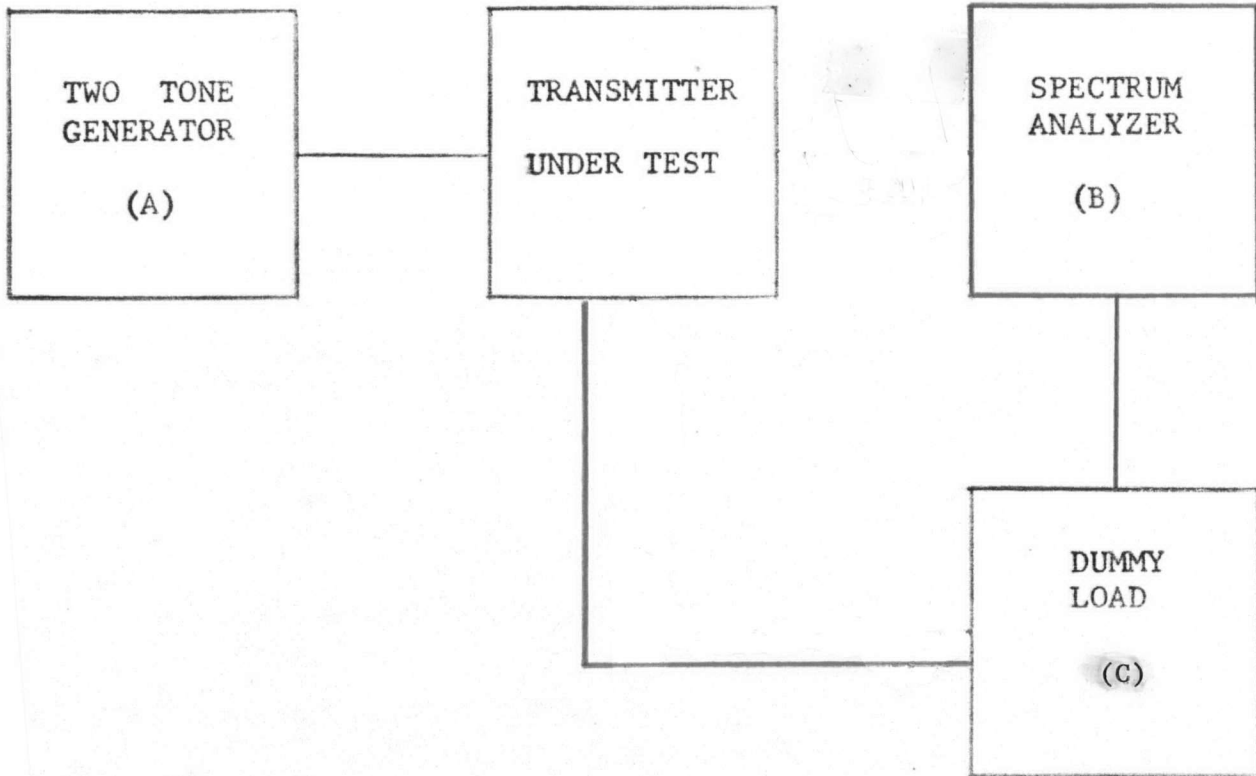 TWO TONE
GENERATOR
(A)
TRANSMITTER
UNDER TEST
SPECTRUM
ANALYZER
(B)
DUMMY
LOAD
(C)